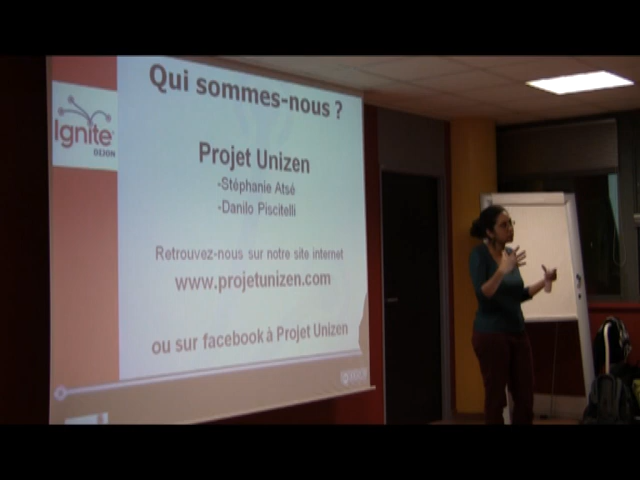 Qui sommes-nous ?
Ignite
DIJON
Projet Unizen
-Stéphanie Atsé
-Danilo Piscitelli
Retrouvez-nous sur notre site internet
www.projetunizen.com
ou sur facebook à Projet Unizen